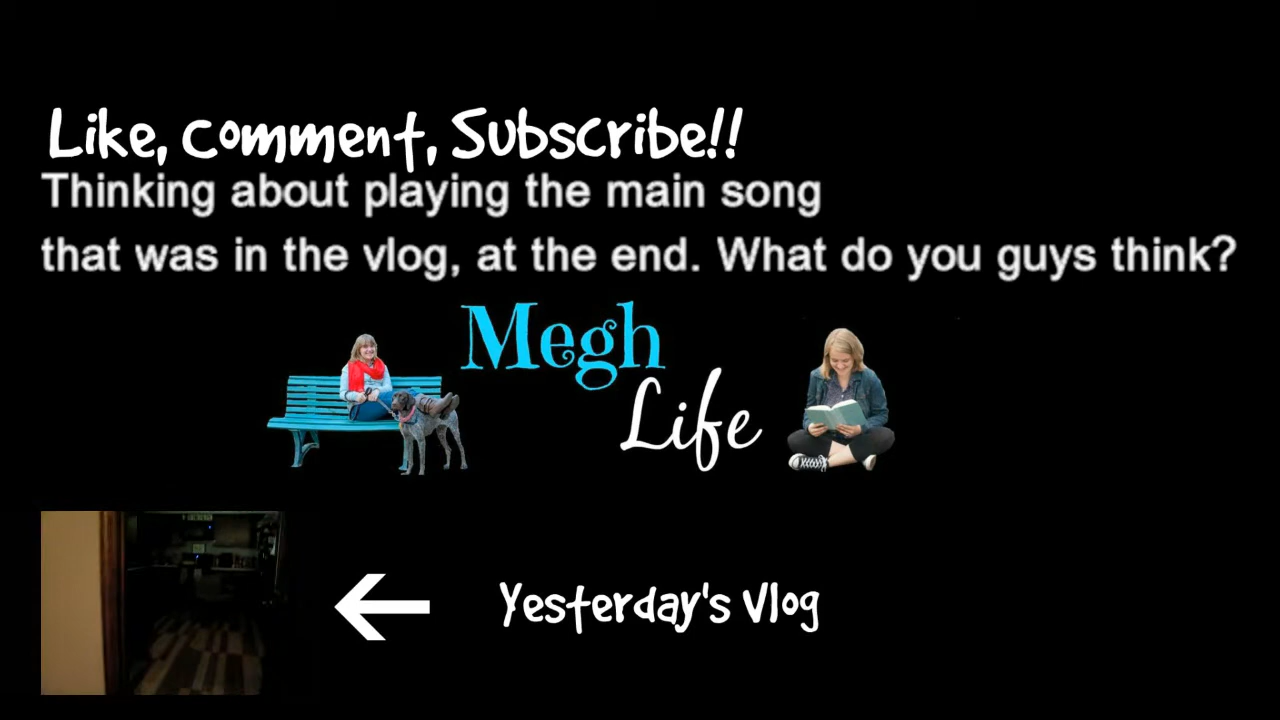 Like, Comment, Subscribe!!
Thinking about playing the main song
that was in the vlog, at the end. What do you guys think?
Megh
Life
Yesterday's Vlog